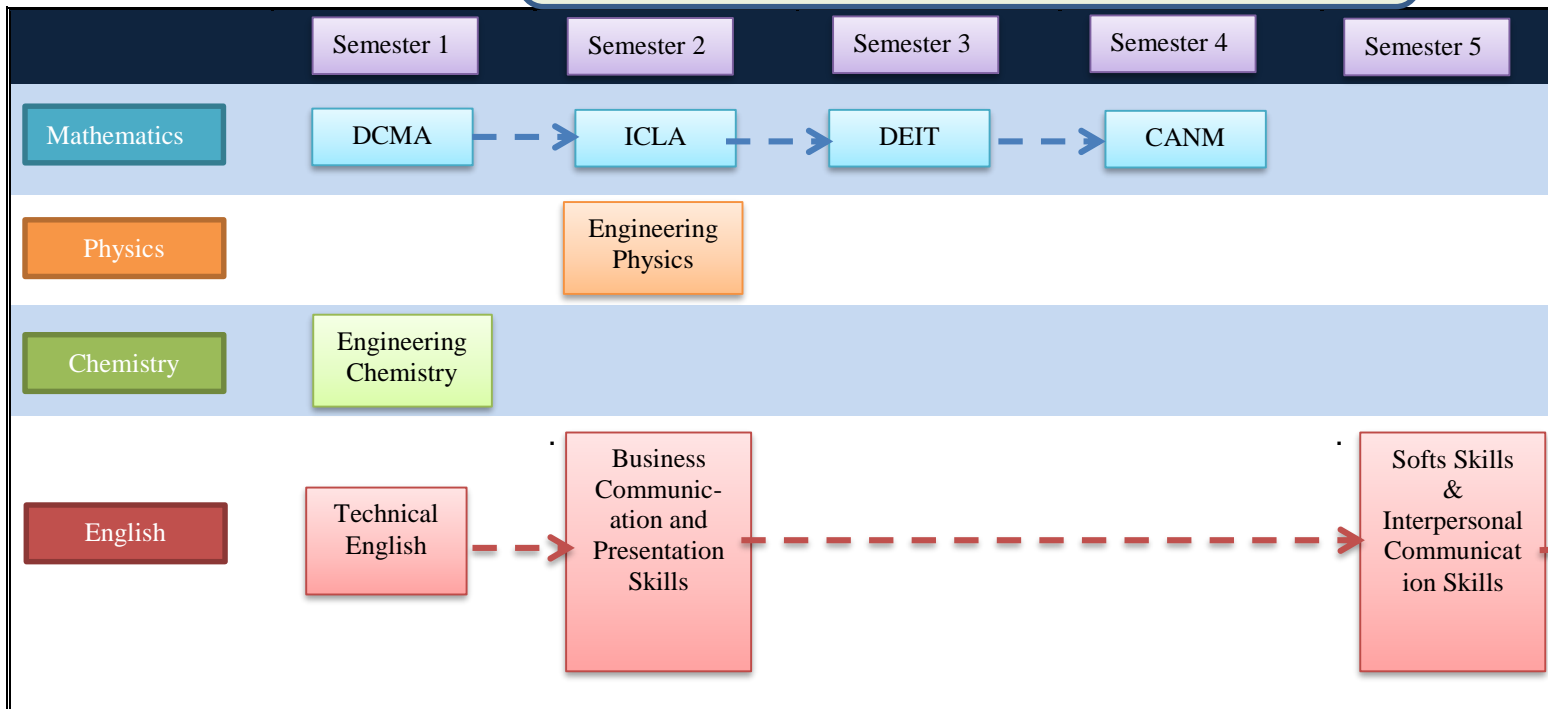 Semester 1
Semester 2
Semester 3
Semester 4
Semester 5
Mathematics
DCMA
ICLA
DEIT
CANM
Physics
Engineering
Physics
Chemistry
Engineering
Chemistry
English
Technical
English
.
Business
Communic-
ation and
Presentation
Skills
.
Softs Skills
&
Interpersonal
Communicat
ion Skills